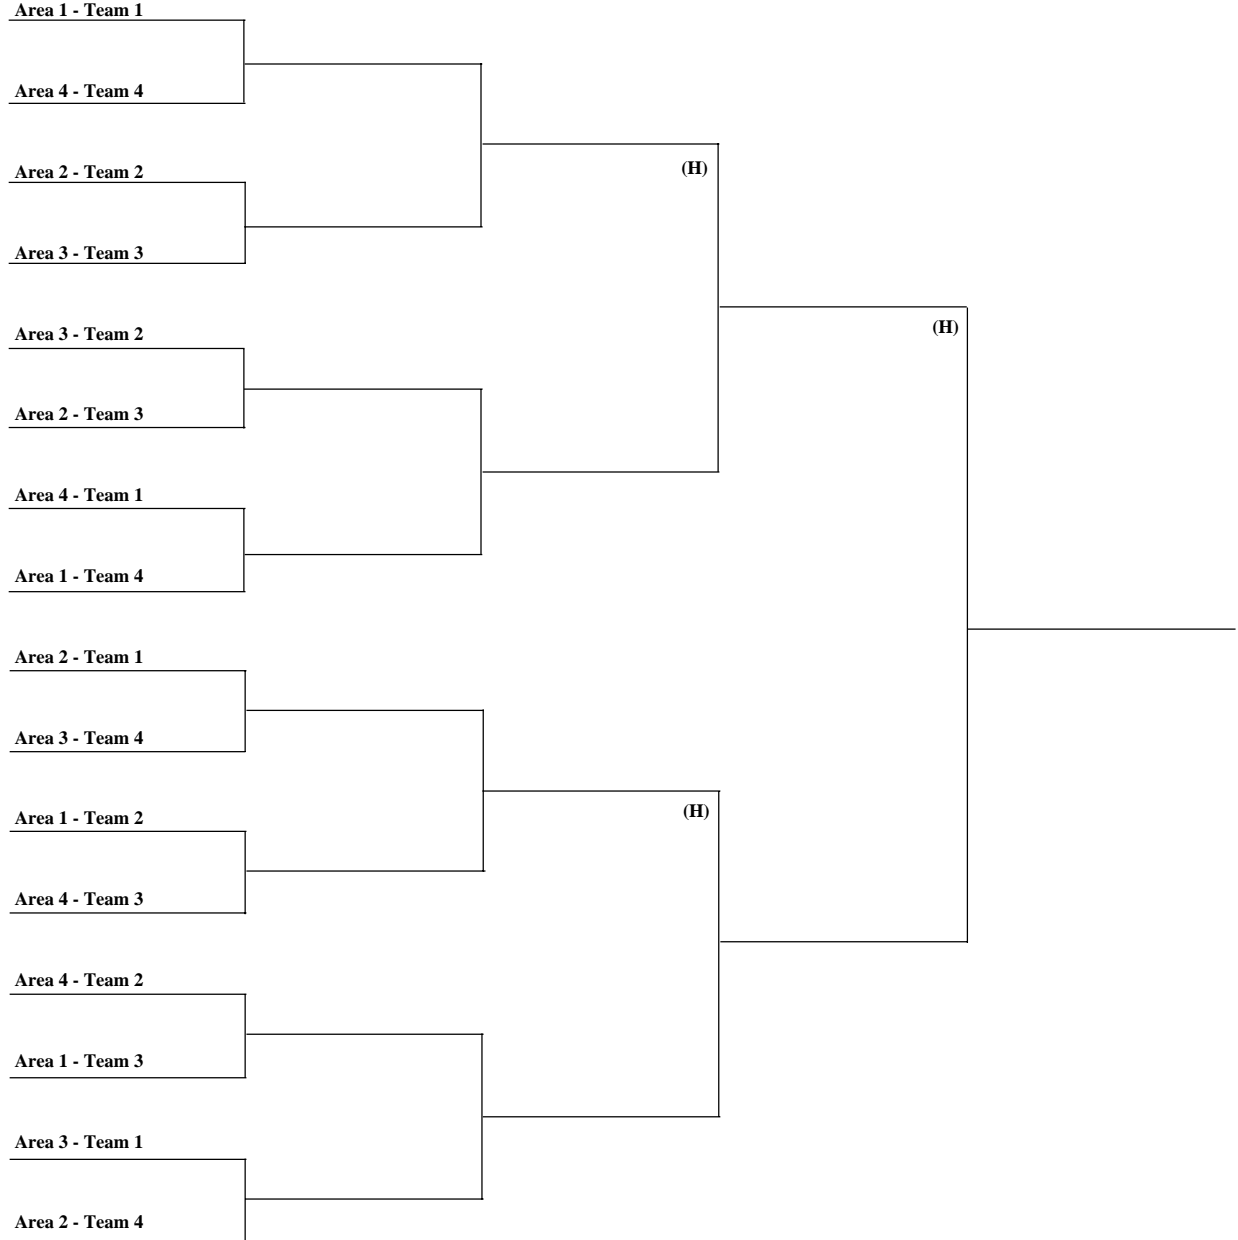 Area 1 - Team 1
Area 4 - Team 4
Area 2 - Team 2
(H)
Area 3 - Team 3
Area 3 - Team 2
(H)
Area 2 - Team 3
Area 4 - Team 1
Area 1 - Team 4
Area 2 - Team 1
Area 3 - Team 4
(H)
Area 1 - Team 2
Area 4 - Team 3
Area 4 - Team 2
Area 1 - Team 3
Area 3 - Team 1
Area 2 - Team 4